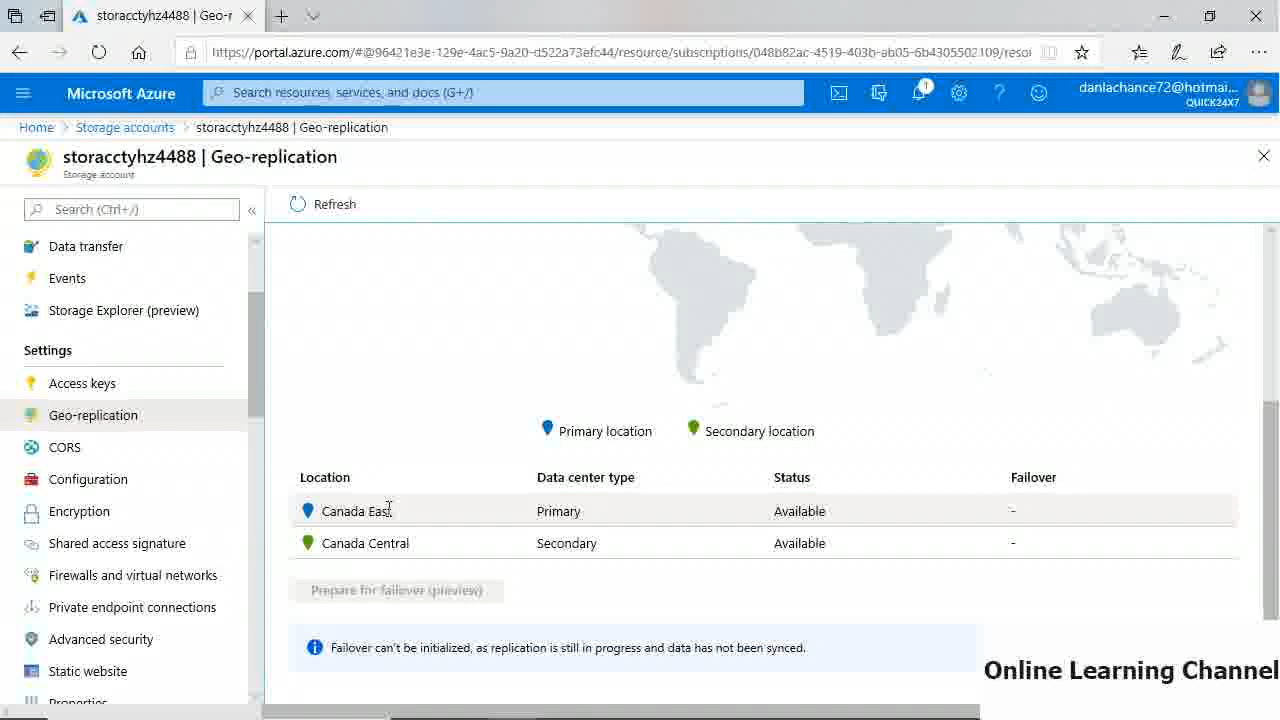 storacctyhz4488 | Geo-r
https://portal.azure.com/#@96421e3e-129e-4ac5-9a20-d522a73efc44/resource/subscriptions/048b82ac-4519-403b-ab05-6b4305502109/resou
Microsoft Azure
Search resources, services, and docs (G+/)
1
danlachance72@hotmai...
QUICK24X7
Home > Storage accounts > storacctyhz4488 | Geo-replication
storacctyhz4488 | Geo-replication
Storage account
Search (Ctrl+/)
Refresh
Data transfer
Events
Storage Explorer (preview)
Settings
Access keys
Geo-replication
CORS
Configuration
Encryption
Shared access signature
Firewalls and virtual networks
Private endpoint connections
Advanced security
Static website
Properties
Primary location
Secondary location
Location Data center type Status Failover
Canada East Primary Available -
Canada Central Secondary Available -
Prepare for failover (preview)
Failover can't be initialized, as replication is still in progress and data has not been synced.
Online Learning Channel